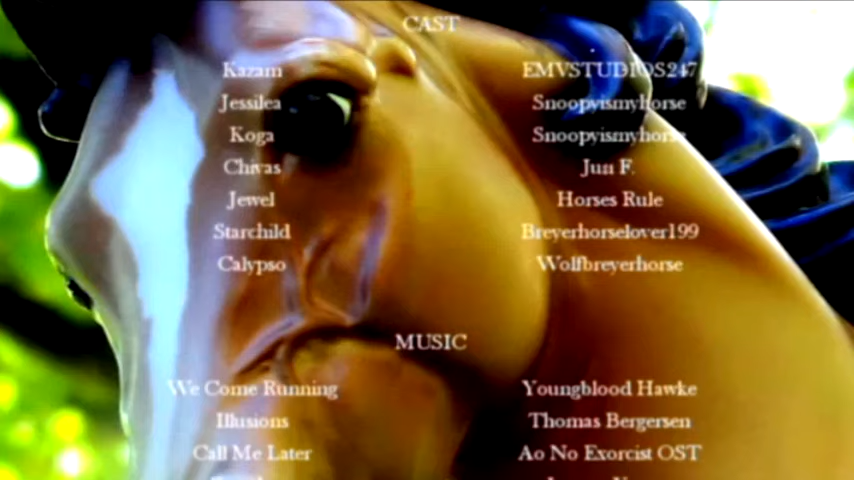 CAST
Kazam EMVSTUDIOS247
Jessilea Snoopyismyhorse
Koga Snoopyismyhorse
Chivas Juu F.
Jewel Horses Rule
Starchild Breyerhorselover199
Calypso Wolfbreyerhorse
MUSIC
We Come Running Youngblood Hawke
Illusions Thomas Bergersen
Call Me Later Ao No Exorcist OST